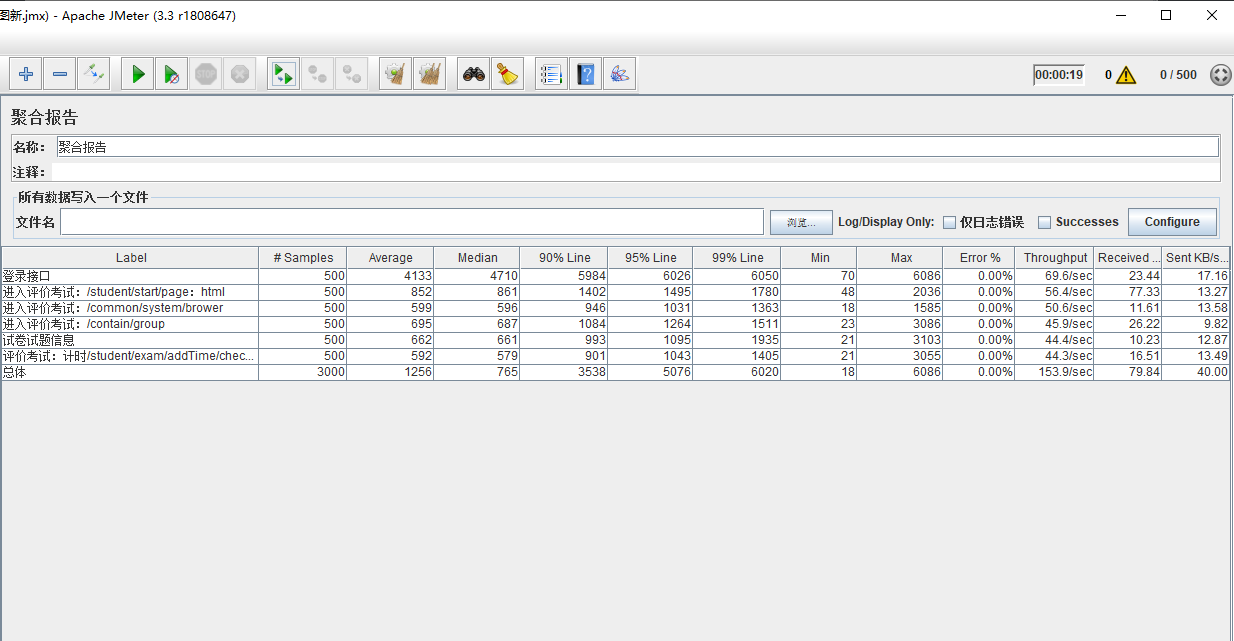 图新.jmx) - Apache JMeter (3.3 r1808647)
00:00:19 0 0 / 500
聚合报告
名称： 聚合报告
注释：
所有数据写入一个文件
文件名 浏览... Log/Display Only: 仅日志错误 Successes Configure
Label # Samples Average Median 90% Line 95% Line 99% Line Min Max Error % Throughput Received ... Sent KB/s...
登录接口 500 4133 4710 5984 6026 6050 70 6086 0.00% 69.6/sec 23.44 17.16
进入评价考试：/student/start/page：html 500 852 861 1402 1495 1780 48 2036 0.00% 56.4/sec 77.33 13.27
进入评价考试：/common/system/brower 500 599 596 946 1031 1363 18 1585 0.00% 50.6/sec 11.61 13.58
进入评价考试：/contain/group 500 695 687 1084 1264 1511 23 3086 0.00% 45.9/sec 26.22 9.82
试卷试题信息 500 662 661 993 1095 1935 21 3103 0.00% 44.4/sec 10.23 12.87
评价考试：计时/student/exam/addTime/chec... 500 592 579 901 1043 1405 21 3055 0.00% 44.3/sec 16.51 13.49
总体 3000 1256 765 3538 5076 6020 18 6086 0.00% 153.9/sec 79.84 40.00